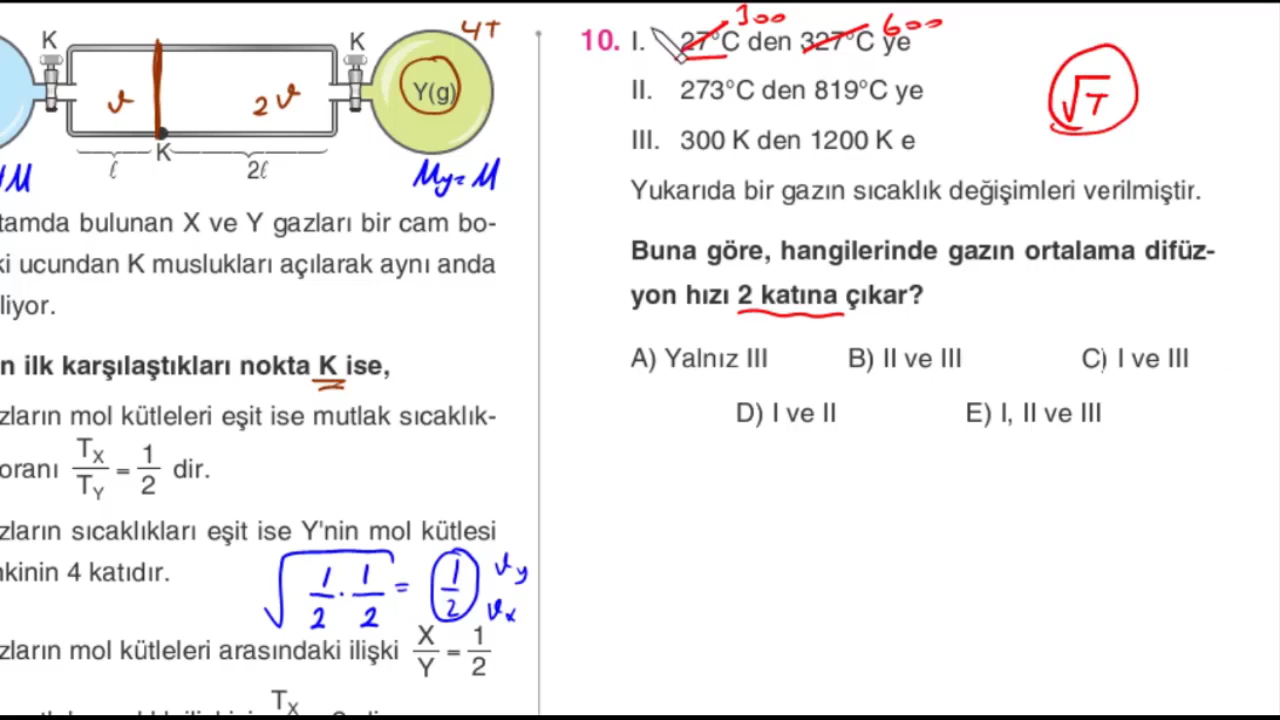 K
K
4T
Y(g)
ϑ
2ϑ
K
ℓ
2ℓ
M
My= M
tamda bulunan X ve Y gazları bir cam bo-
ki ucundan K muslukları açılarak aynı anda
liyor.
n ilk karşılaştıkları nokta K ise,
zların mol kütleleri eşit ise mutlak sıcaklık-
oranı TX/TY = 1/2 dir.
zların sıcaklıkları eşit ise Y'nin mol kütlesi
nkinin 4 katıdır.
√1/2 · 1/2 = 1/2 ϑy ϑx
zların mol kütleleri arasındaki ilişki X/Y = 1/2
TX
300
600
10. I. 27°C den 327°C ye
II. 273°C den 819°C ye
√T
III. 300 K den 1200 K e
Yukarıda bir gazın sıcaklık değişimleri verilmiştir.
Buna göre, hangilerinde gazın ortalama difüz-
yon hızı 2 katına çıkar?
A) Yalnız III B) II ve III C) I ve III
D) I ve II E) I, II ve III